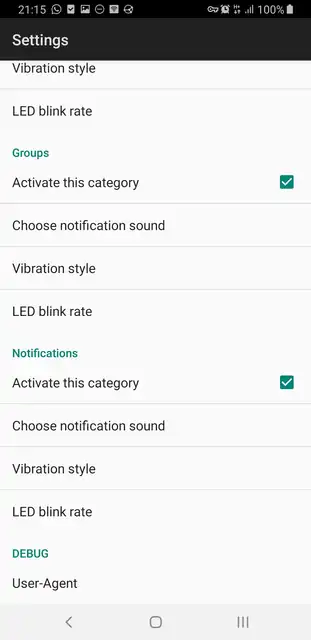 21:15
100%
Settings
Vibration style
LED blink rate
Groups
Activate this category
Choose notification sound
Vibration style
LED blink rate
Notifications
Activate this category
Choose notification sound
Vibration style
LED blink rate
DEBUG
User-Agent